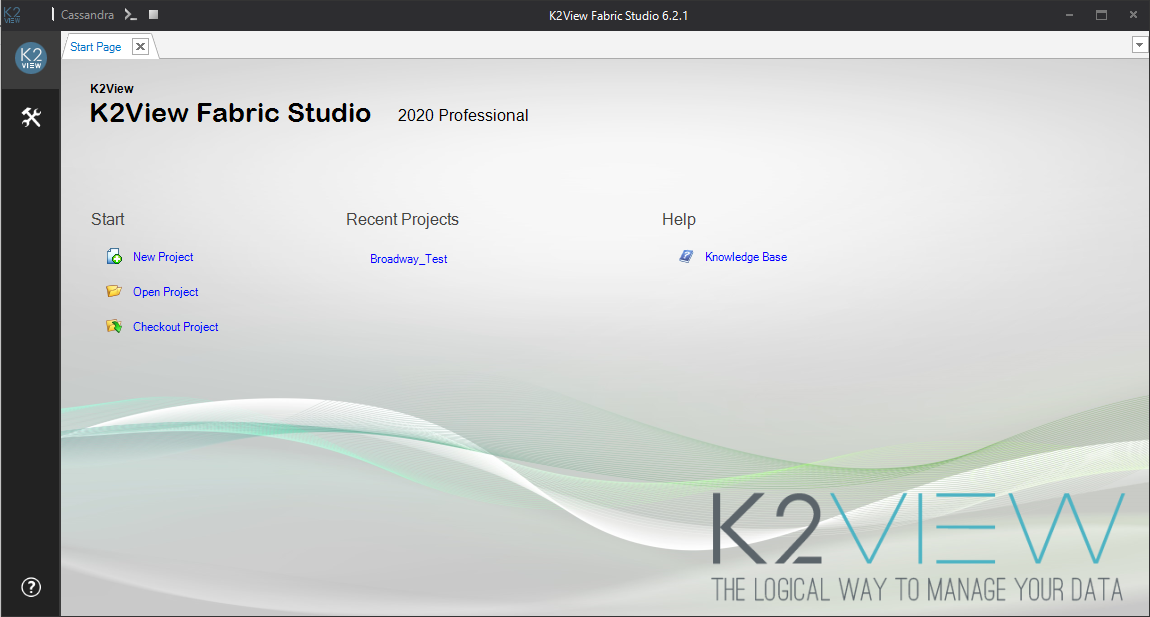 K2 VIEW
Cassandra
K2View Fabric Studio 6.2.1
K2
VIEW
Start Page
K2View
K2View Fabric Studio 2020 Professional
Start
Recent Projects
Help
New Project
Broadway_Test
Knowledge Base
Open Project
Checkout Project
K2VIEW
THE LOGICAL WAY TO MANAGE YOUR DATA
?